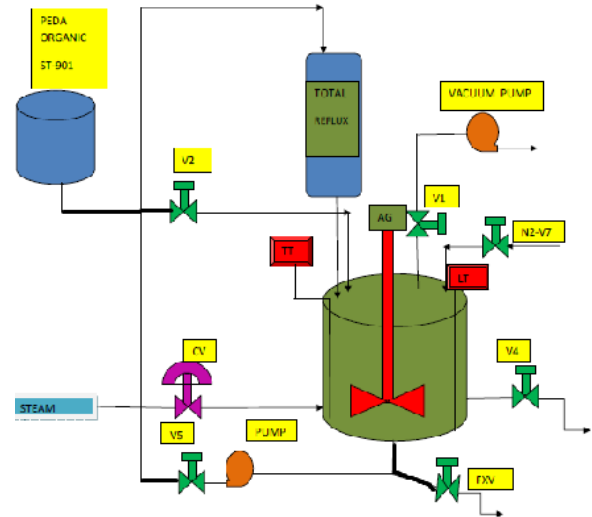 PEDA
ORGANIC
ST-901
TOTAL
REFLUX
VACUUM PUMP
V2
AG
V1
N2-V7
TT
LT
CV
V4
STEAM
V5
PUMP
FXV